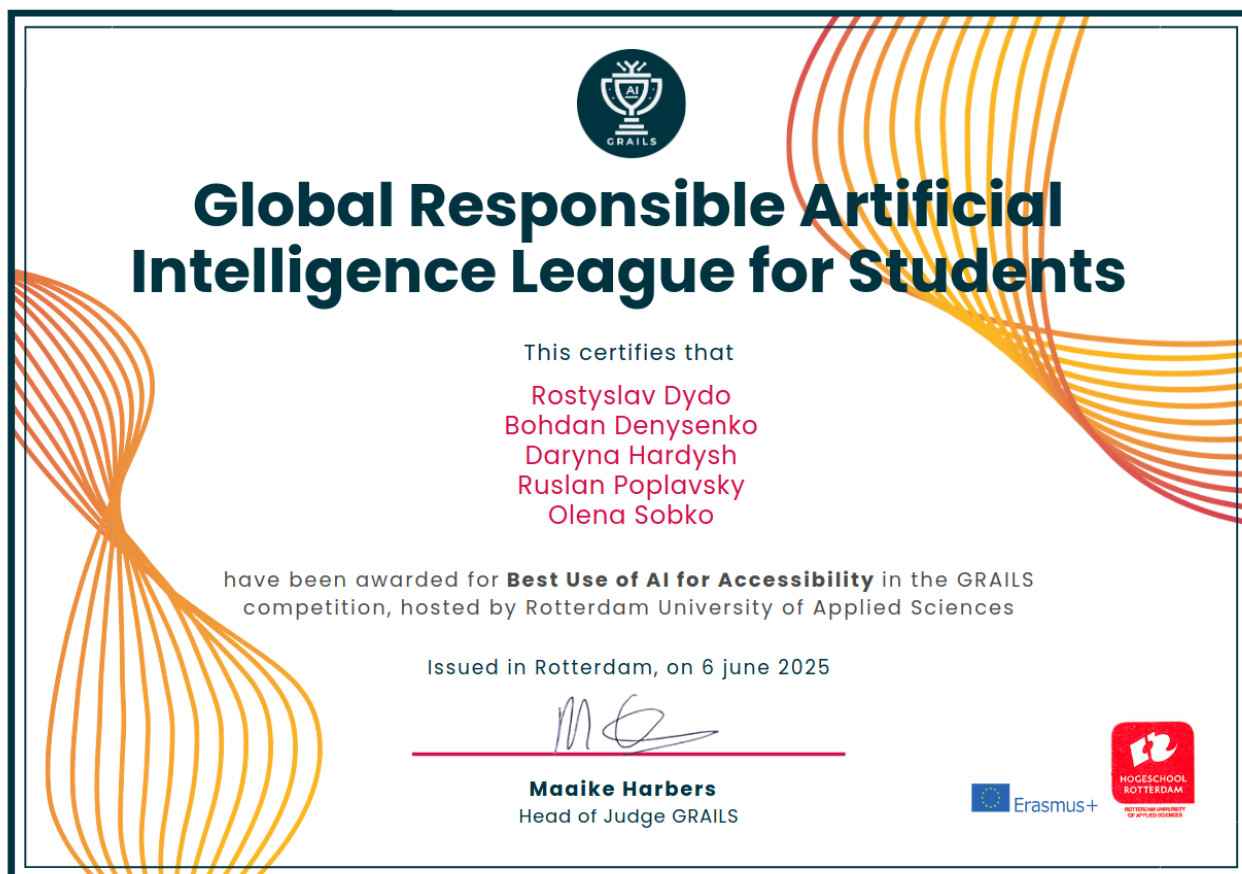 AI
GRAILS
Global Responsible Artificial
Intelligence League for Students
This certifies that
Rostyslav Dydo
Bohdan Denysenko
Daryna Hardysh
Ruslan Poplavsky
Olena Sobko
have been awarded for Best Use of AI for Accessibility in the GRAILS
competition, hosted by Rotterdam University of Applied Sciences
Issued in Rotterdam, on 6 june 2025
Maaike Harbers
Head of Judge GRAILS
Erasmus+
HOGESCHOOL
ROTTERDAM
ROTTERDAM UNIVERSITY
OF APPLIED SCIENCES